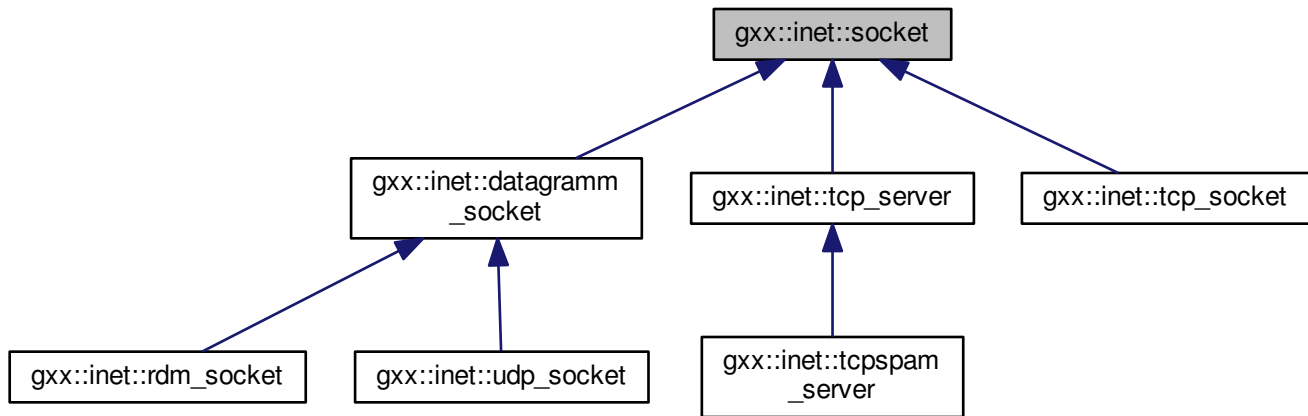 gxx::inet::socket
gxx::inet::datagramm
_socket
gxx::inet::tcp_server
gxx::inet::tcp_socket
gxx::inet::rdm_socket
gxx::inet::udp_socket
gxx::inet::tcpspam
_server